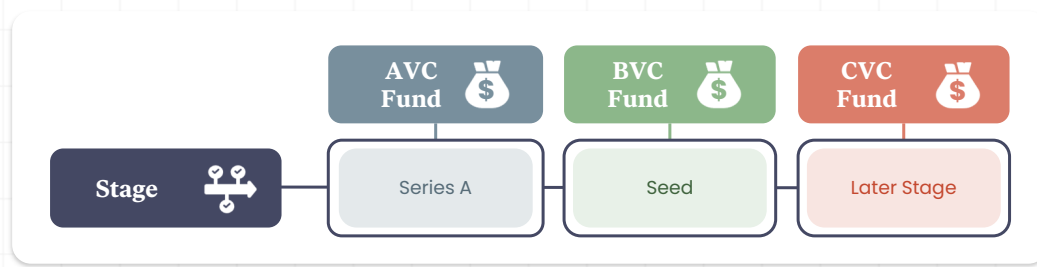 AVC
Fund
$
BVC
Fund
$
CVC
Fund
$
Stage
Series A
Seed
Later Stage